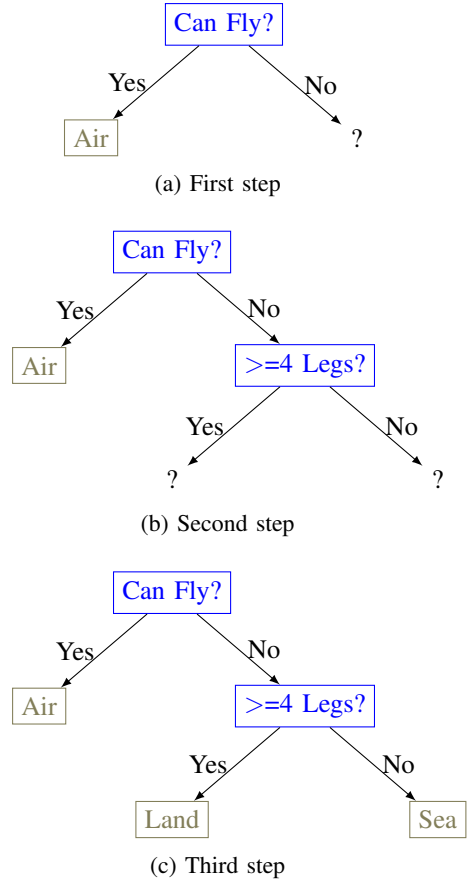 Can Fly?
Yes No
Air ?
(a) First step
Can Fly?
Yes No
Air >=4 Legs?
Yes No
? ?
(b) Second step
Can Fly?
Yes No
Air >=4 Legs?
Yes No
Land Sea
(c) Third step